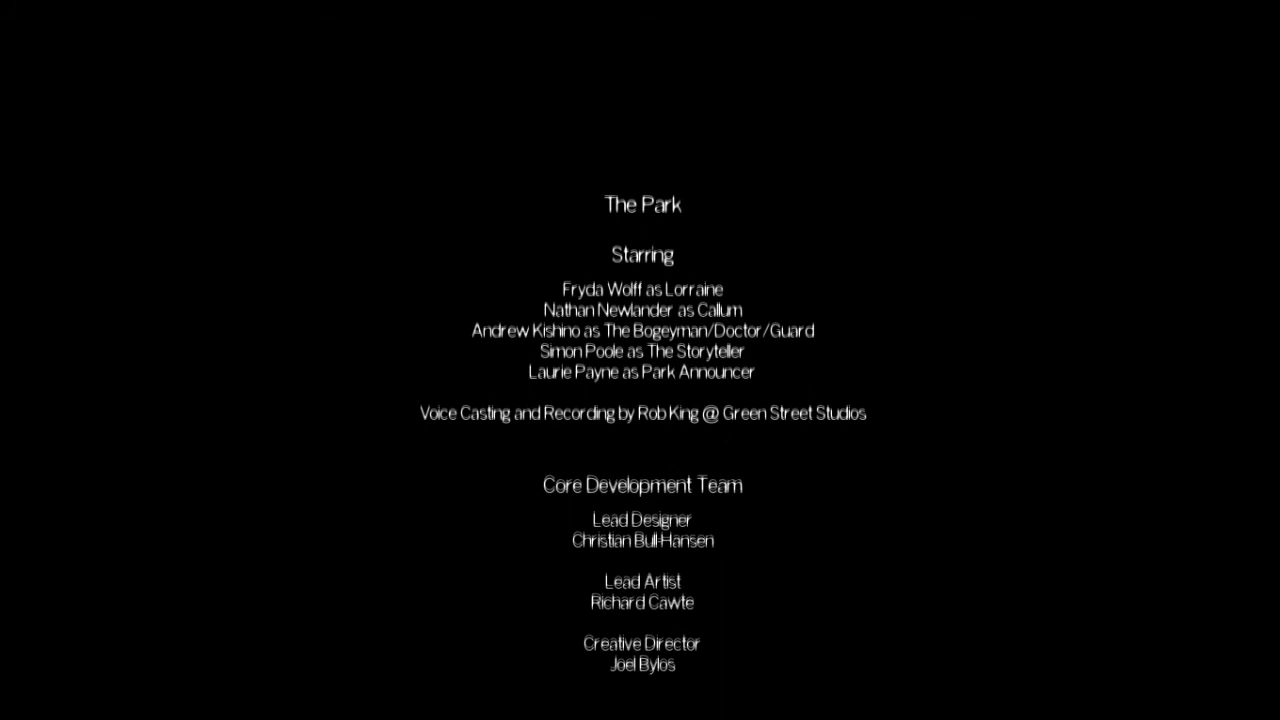 The Park
Starring
Fryda Wolff as Lorraine
Nathan Newlander as Callum
Andrew Kishino as The Bogeyman/Doctor/Guard
Simon Poole as The Storyteller
Laurie Payne as Park Announcer
Voice Casting and Recording by Rob King @ Green Street Studios
Core Development Team
Lead Designer
Christian Bull-Hansen
Lead Artist
Richard Cawte
Creative Director
Joel Bylos